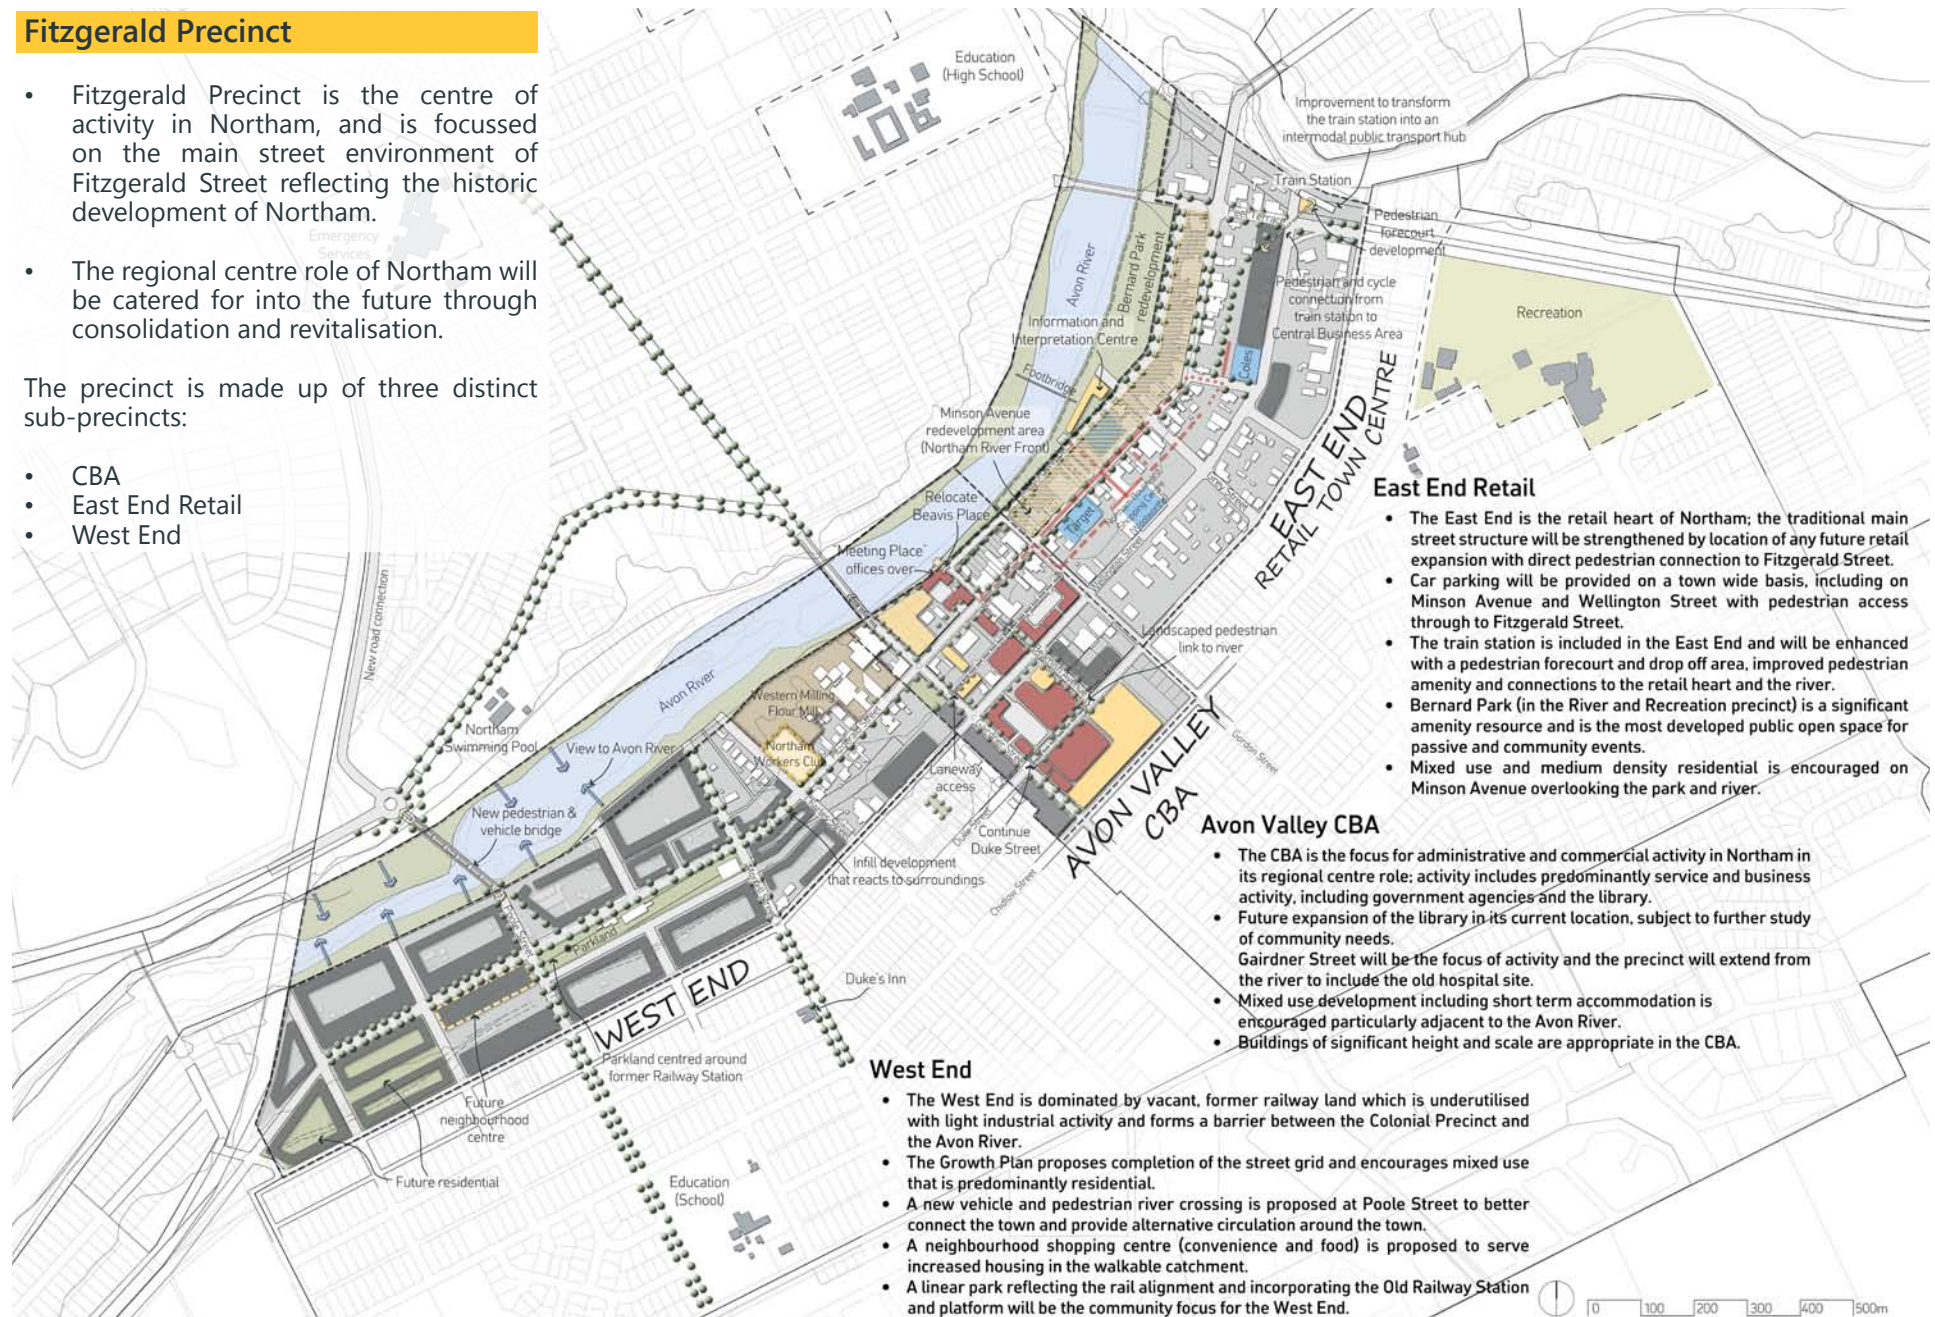 Fitzgerald Precinct
• Fitzgerald Precinct is the centre of
activity in Northam, and is focussed
on the main street environment of
Fitzgerald Street reflecting the historic
development of Northam.
• The regional centre role of Northam will
be catered for into the future through
consolidation and revitalisation.
The precinct is made up of three distinct
sub-precincts:
• CBA
• East End Retail
• West End
Emergency
Services
Education
(High School)
Improvement to transform
the train station into an
intermodal public transport hub
Train Station
Peel Terrace
Pedestrian
forecourt
development
Pedestrian and cycle
connection from
train station to
Central Business Area
Recreation
Avon River
Bernard Park
redevelopment
Information and
Interpretation Centre
Footbridge
Coles
Minson Avenue
redevelopment area
(Northam River Front)
Relocate
Beavis Place
"Meeting Place"
offices over
Target
Grey Street
Wellington Street
EAST END
RETAIL TOWN CENTRE
Landscaped pedestrian
link to river
Gordon Street
New road connection
Avon River
Western Milling
Flour Mill
Northam
Workers Club
Northam
Swimming Pool
View to Avon River
New pedestrian &
vehicle bridge
Laneway
access
Duke Street
Continue
Duke Street
Chidlow Street
AVON VALLEY
CBA
Infill development
that reacts to surroundings
Poole Street
Parkland
WEST END
Duke's Inn
Parkland centred around
former Railway Station
Future
neighbourhood
centre
Future residential
Education
(School)
East End Retail
• The East End is the retail heart of Northam; the traditional main
street structure will be strengthened by location of any future retail
expansion with direct pedestrian connection to Fitzgerald Street.
• Car parking will be provided on a town wide basis, including on
Minson Avenue and Wellington Street with pedestrian access
through to Fitzgerald Street.
• The train station is included in the East End and will be enhanced
with a pedestrian forecourt and drop off area, improved pedestrian
amenity and connections to the retail heart and the river.
• Bernard Park (in the River and Recreation precinct) is a significant
amenity resource and is the most developed public open space for
passive and community events.
• Mixed use and medium density residential is encouraged on
Minson Avenue overlooking the park and river.
Avon Valley CBA
• The CBA is the focus for administrative and commercial activity in Northam in
its regional centre role; activity includes predominantly service and business
activity, including government agencies and the library.
• Future expansion of the library in its current location, subject to further study
of community needs.
Gairdner Street will be the focus of activity and the precinct will extend from
the river to include the old hospital site.
• Mixed use development including short term accommodation is
encouraged particularly adjacent to the Avon River.
• Buildings of significant height and scale are appropriate in the CBA.
West End
• The West End is dominated by vacant, former railway land which is underutilised
with light industrial activity and forms a barrier between the Colonial Precinct and
the Avon River.
• The Growth Plan proposes completion of the street grid and encourages mixed use
that is predominantly residential.
• A new vehicle and pedestrian river crossing is proposed at Poole Street to better
connect the town and provide alternative circulation around the town.
• A neighbourhood shopping centre (convenience and food) is proposed to serve
increased housing in the walkable catchment.
• A linear park reflecting the rail alignment and incorporating the Old Railway Station
and platform will be the community focus for the West End.
0 100 200 300 400 500m